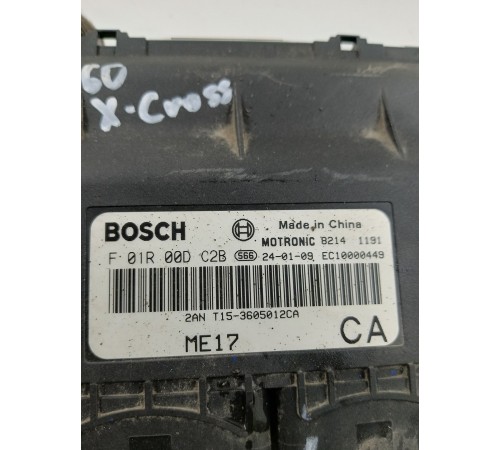 60
X-Cross
BOSCH
Made in China
MOTRONIC B214 1191
F 01R 00D C2B S66 24-01-09 EC10000449
2AN T15-3605012CA
ME17 CA